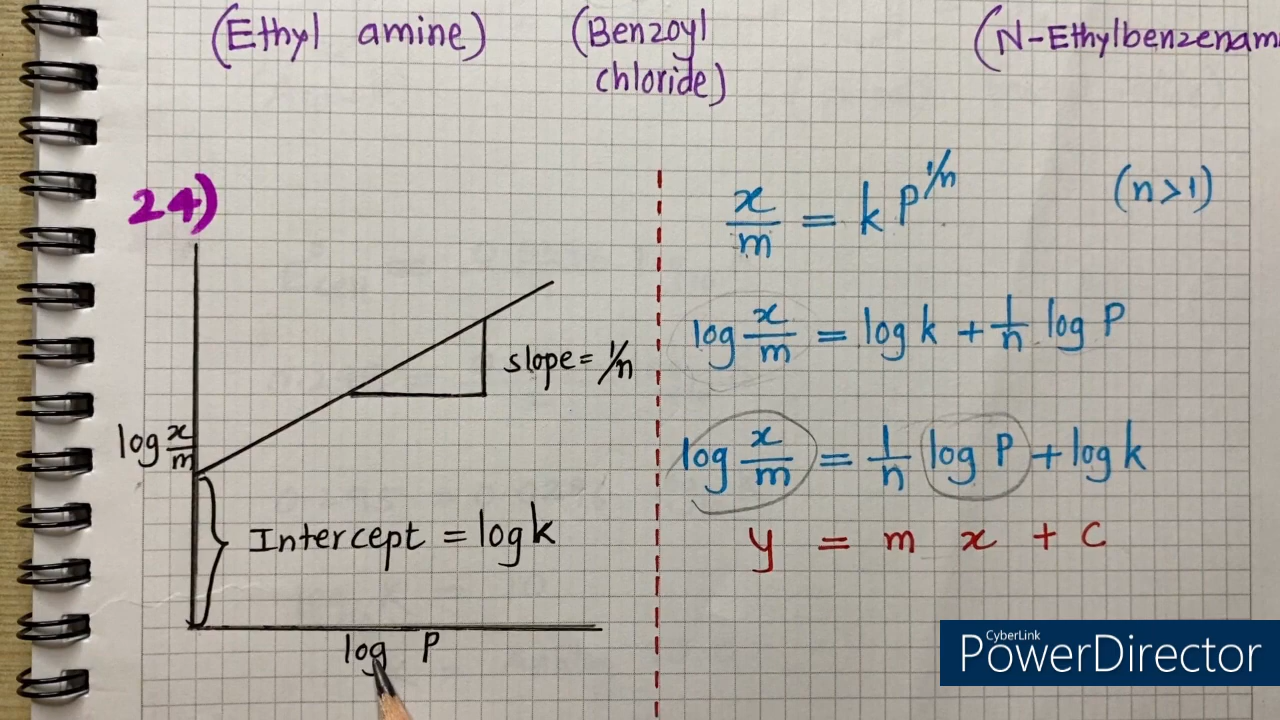 (Ethyl amine) (Benzoyl chloride) (N-Ethylbenzenam
24)
log x/m
slope = 1/n
Intercept = log k
log P
x/m = k P^1/n (n>1)
log x/m = log k + 1/n log P
log x/m = 1/n log P + log k
y = m x + C
CyberLink
PowerDirector